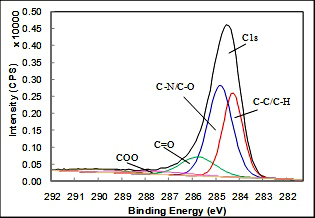 0.50
0.45
0.40
0.35
0.30
0.25
0.20
0.15
0.10
0.05
0.00
Intensity (CPS)
x 10000
C1s
C-N/C-O
C-C/C-H
C=O
COO
292 291 290 289 288 287 286 285 284 283 282
Binding Energy (eV)